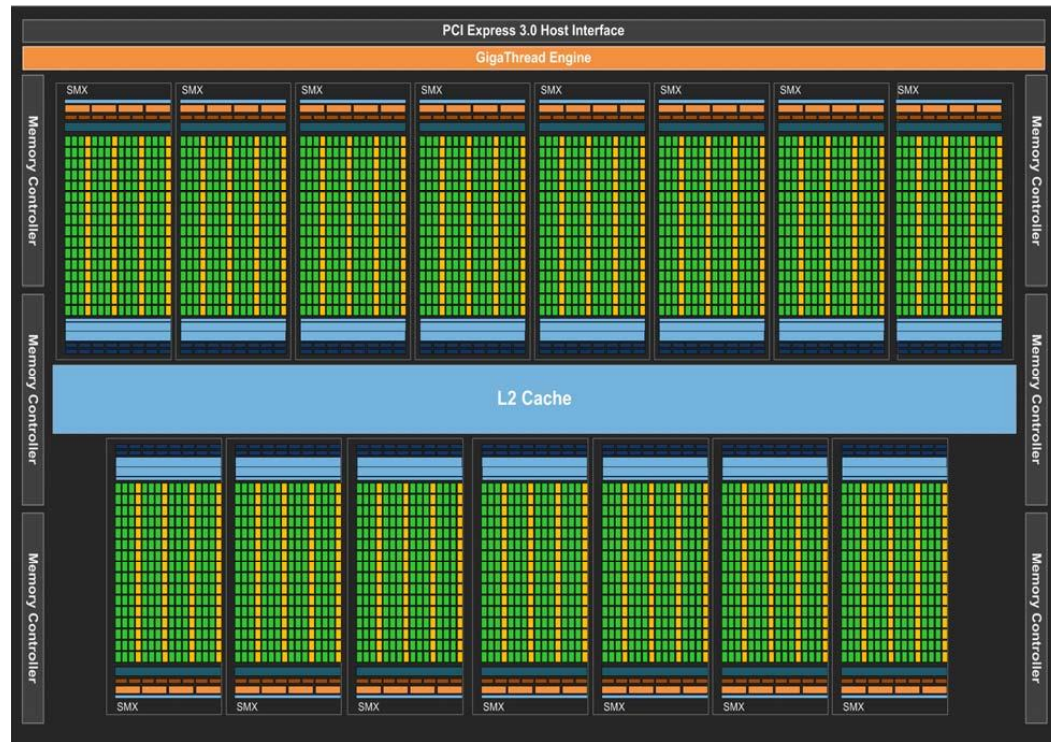 PCI Express 3.0 Host Interface
GigaThread Engine
SMX SMX SMX SMX SMX SMX SMX SMX
Memory Controller
Memory Controller
L2 Cache
Memory Controller
Memory Controller
Memory Controller
Memory Controller
SMX SMX SMX SMX SMX SMX SMX